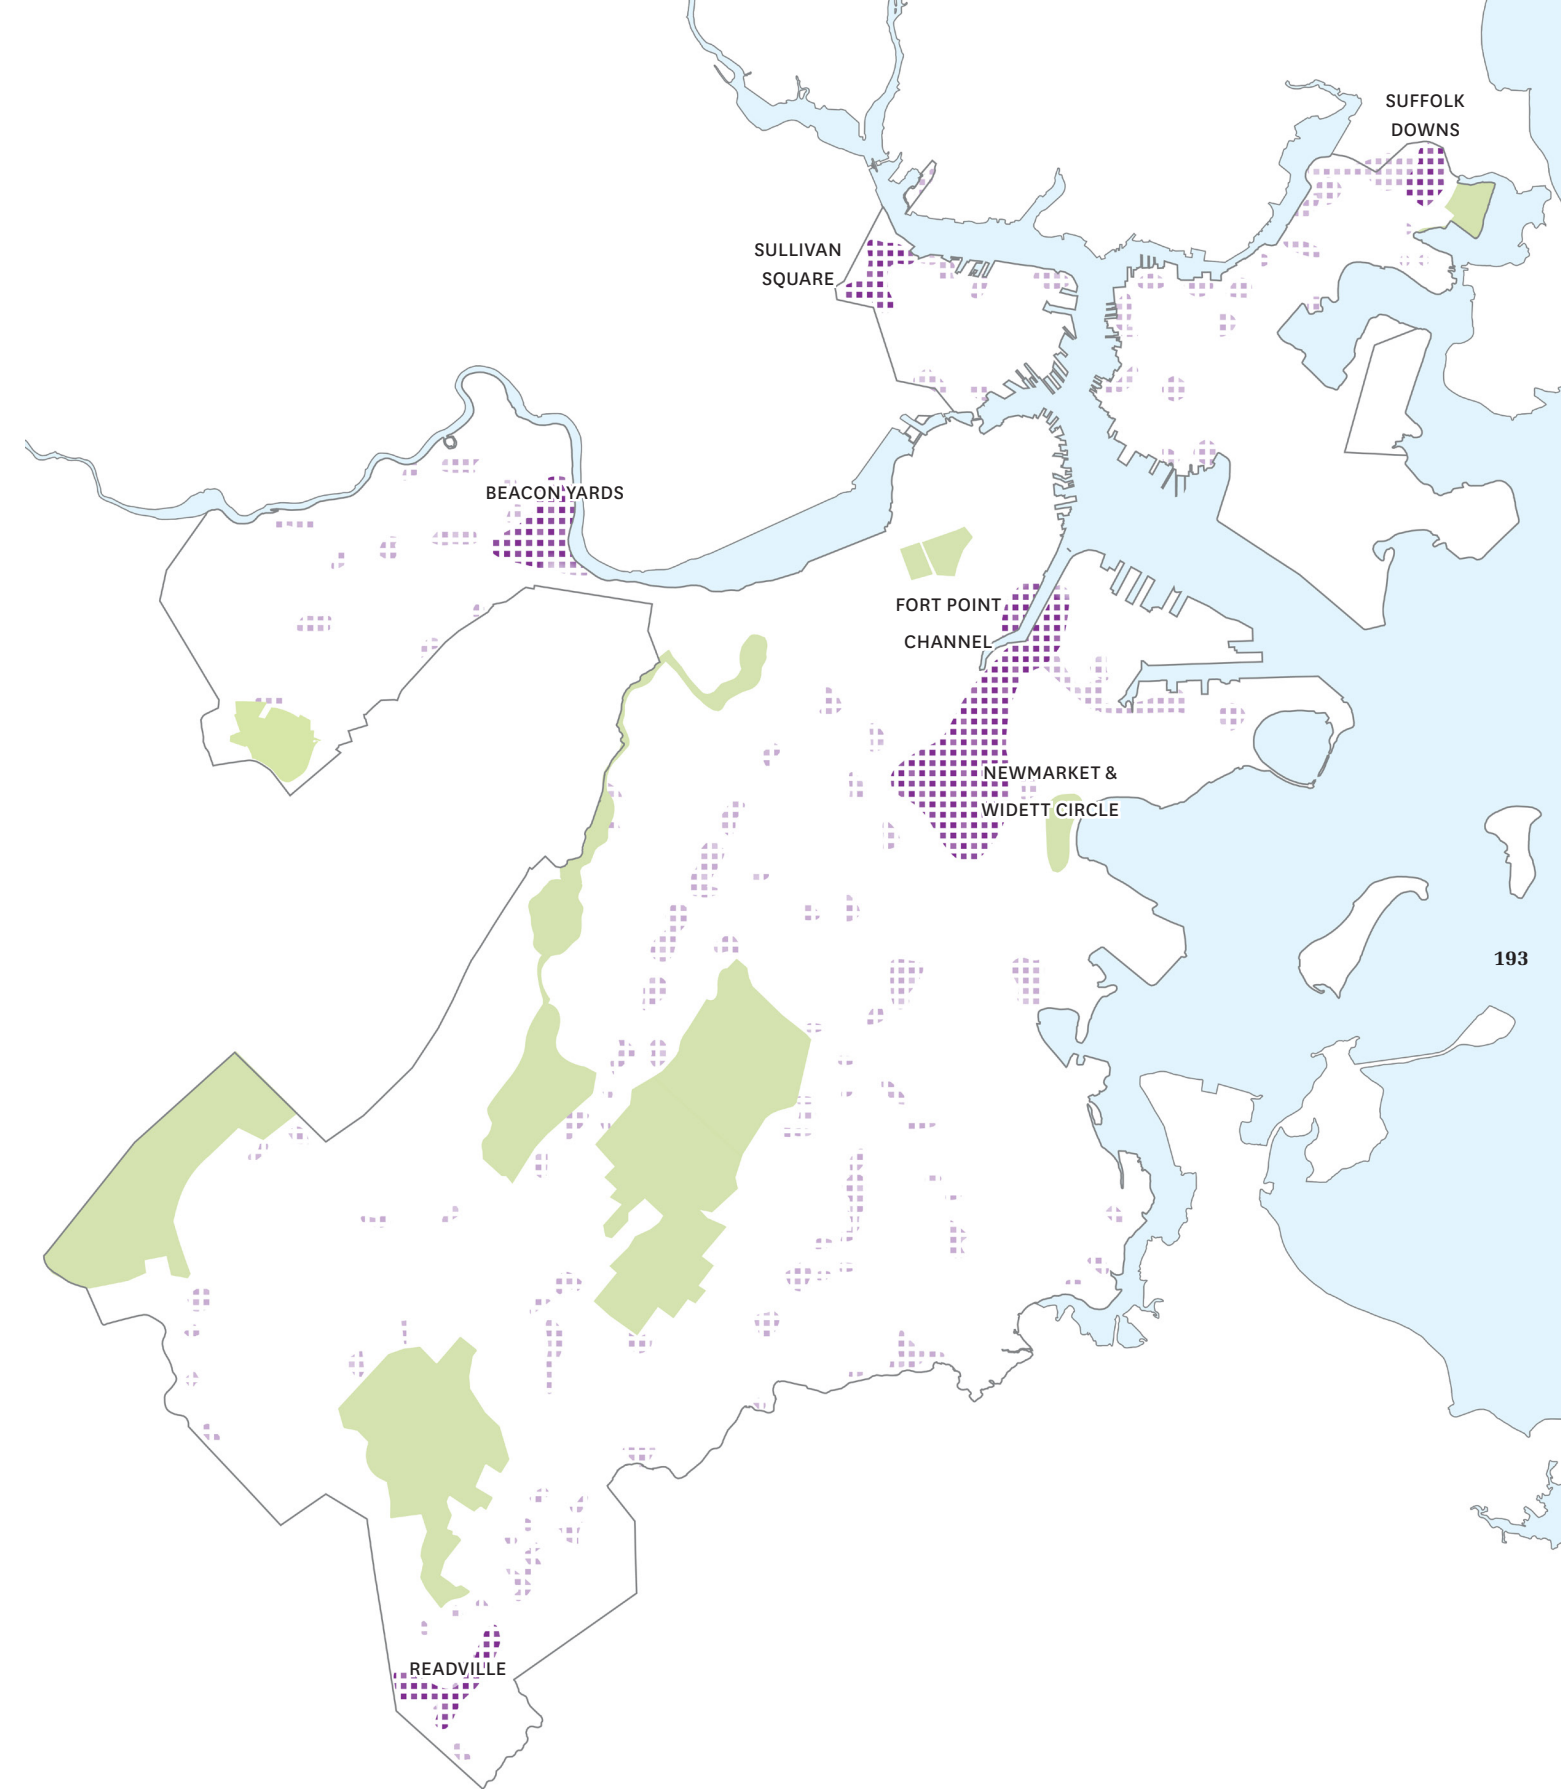 SUFFOLK
DOWNS
SULLIVAN
SQUARE
BEACON YARDS
FORT POINT
CHANNEL
NEWMARKET &
WIDETT CIRCLE
193
READVILLE